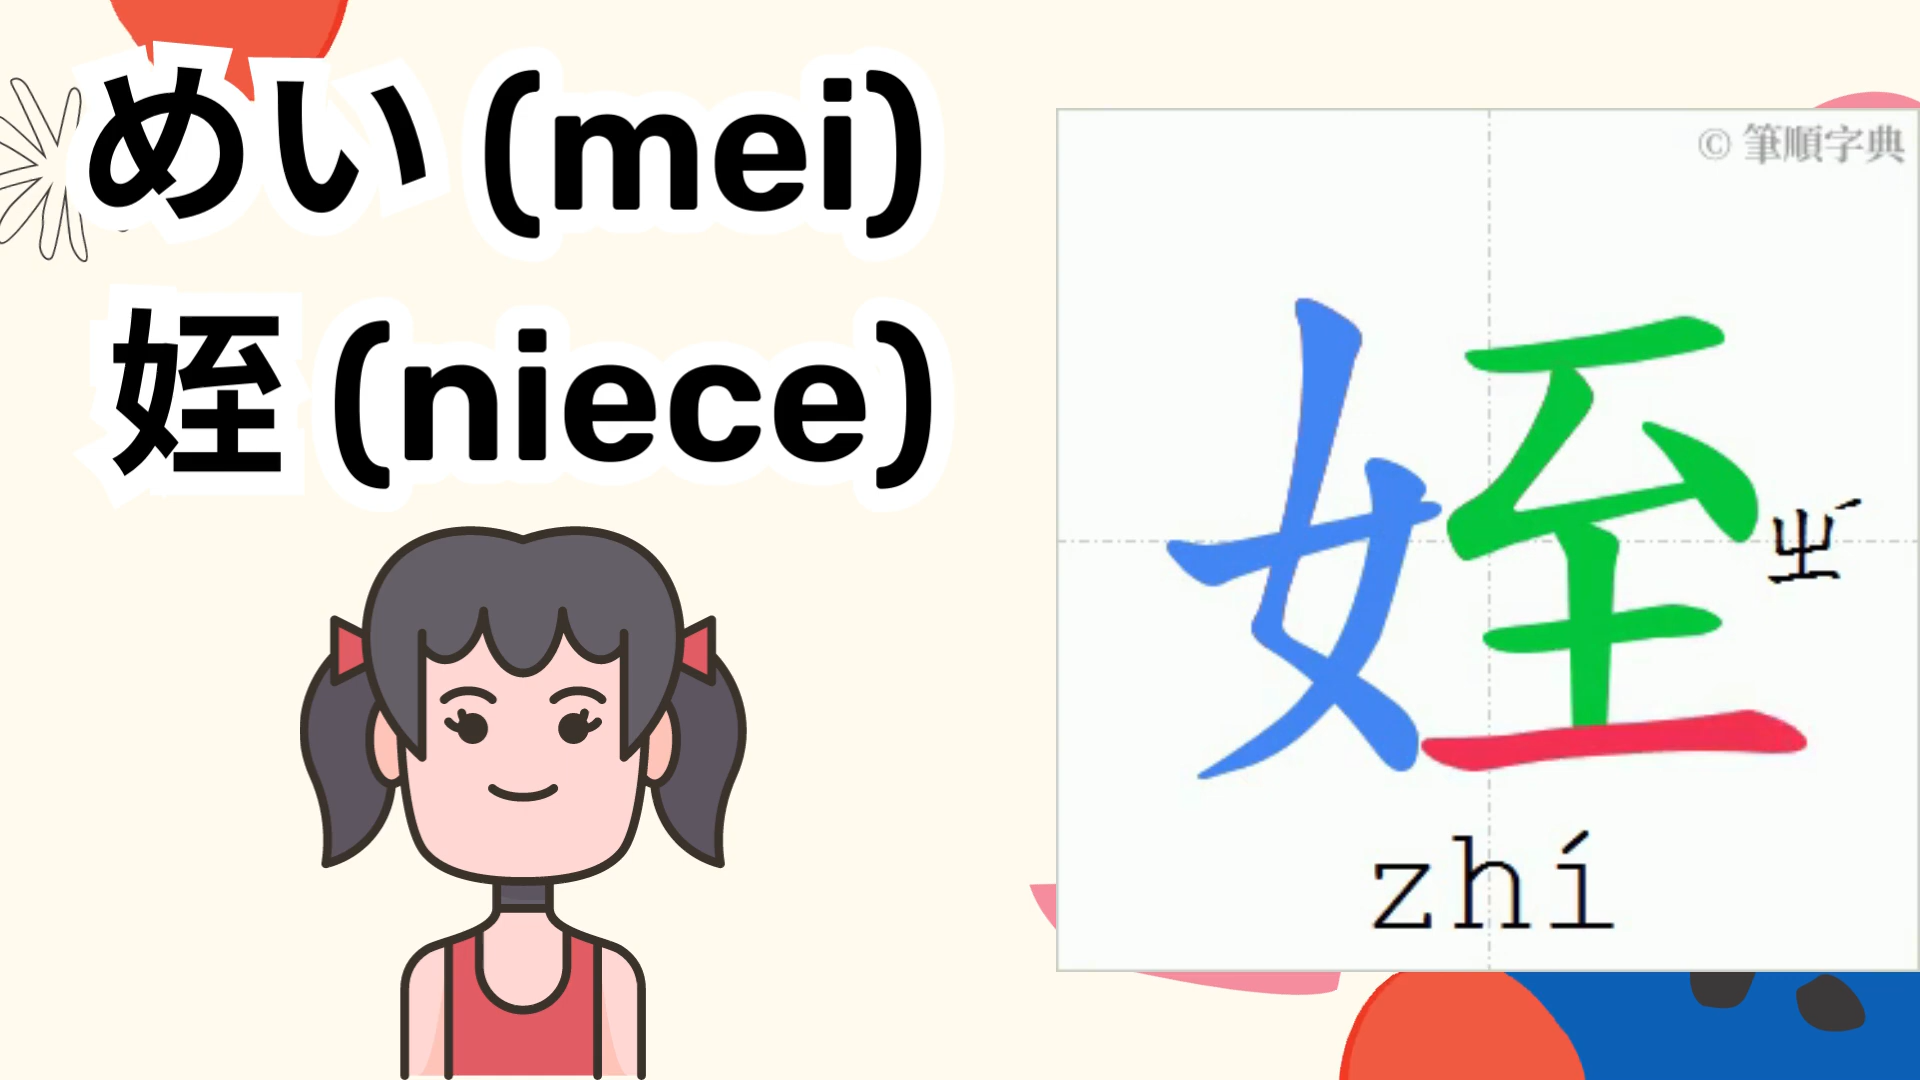 めい (mei)
姪 (niece)
© 筆順字典
姪
ㄓˊ
zhí